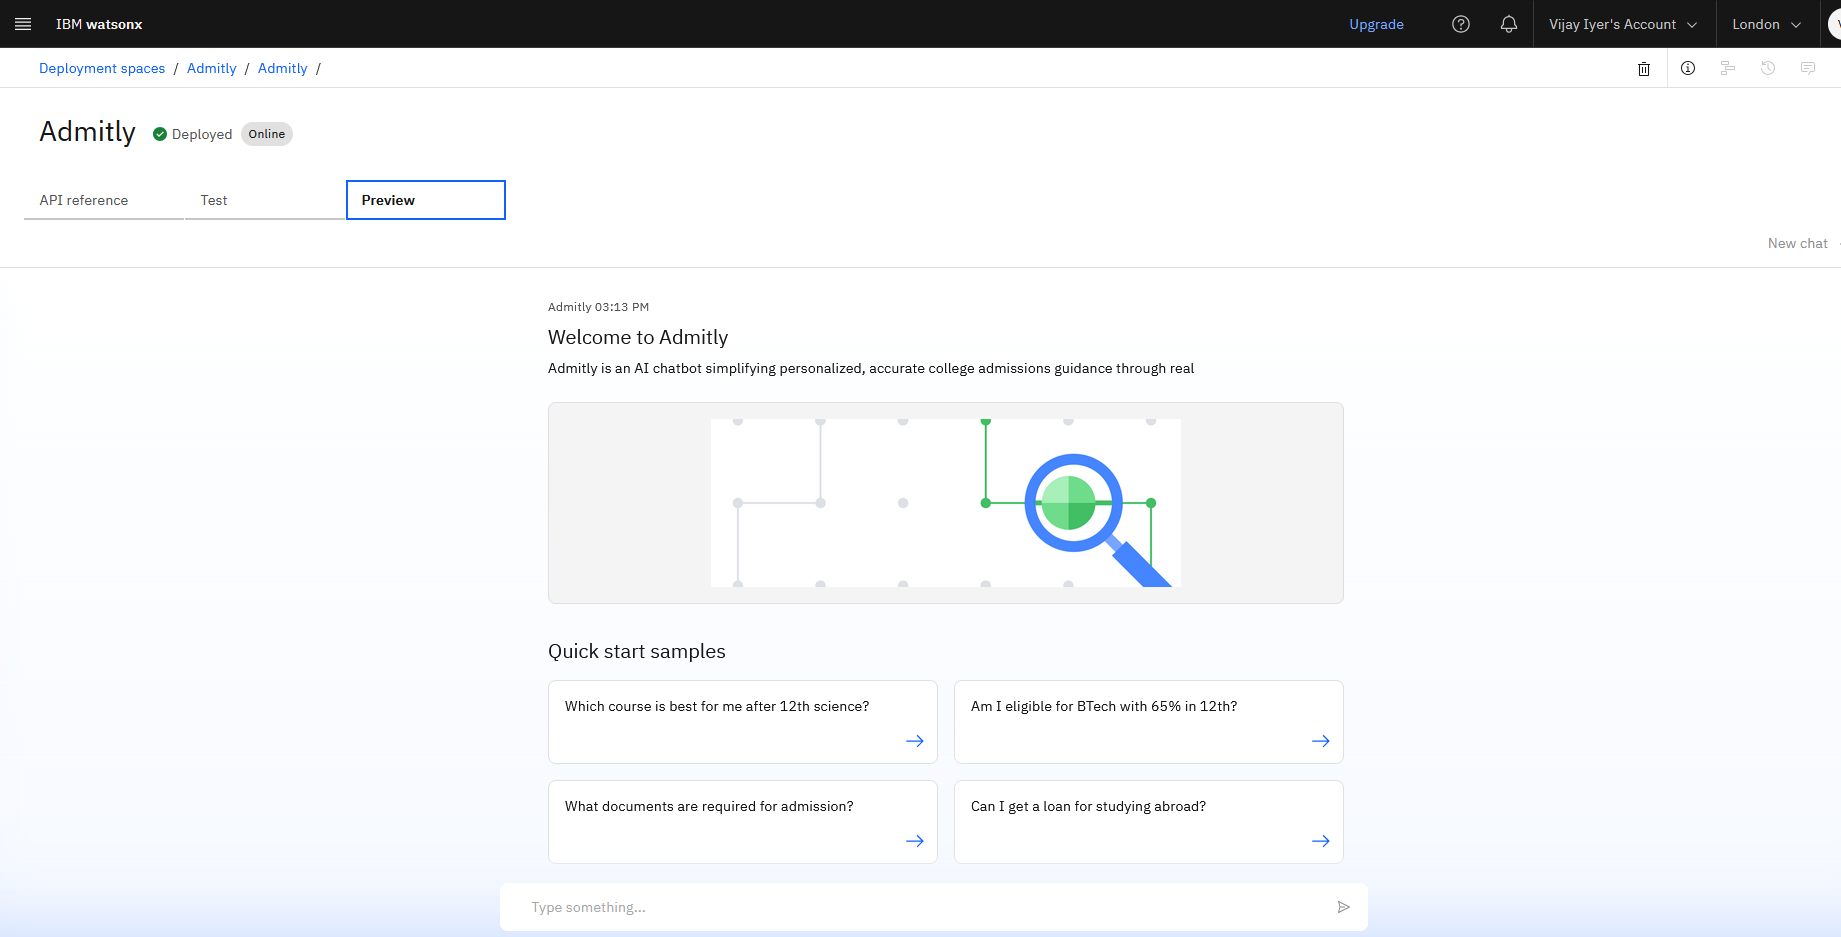 IBM watsonx
Upgrade
Vijay Iyer's Account
London
V
Deployment spaces / Admitly / Admitly /
Admitly
Deployed
Online
API reference
Test
Preview
New chat
Admitly 03:13 PM
Welcome to Admitly
Admitly is an AI chatbot simplifying personalized, accurate college admissions guidance through real
Quick start samples
Which course is best for me after 12th science?
Am I eligible for BTech with 65% in 12th?
What documents are required for admission?
Can I get a loan for studying abroad?
Type something...